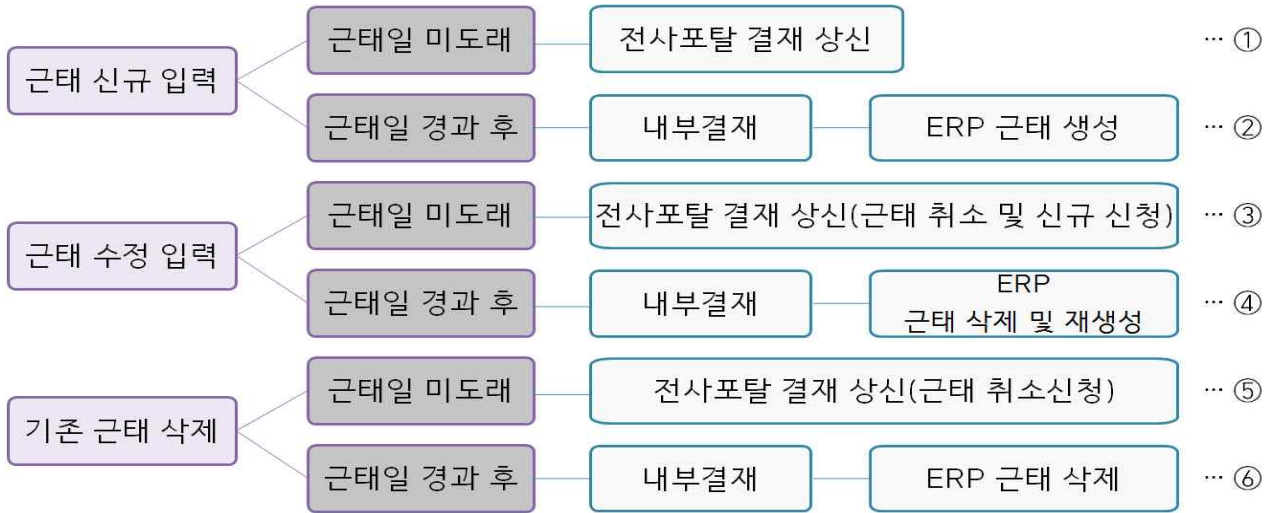 근태 신규 입력
근태일 미도래
전사포탈 결재 상신
··· ①
근태일 경과 후
내부결재
ERP 근태 생성
··· ②
근태 수정 입력
근태일 미도래
전사포탈 결재 상신(근태 취소 및 신규 신청)
··· ③
근태일 경과 후
내부결재
ERP
근태 삭제 및 재생성
··· ④
기존 근태 삭제
근태일 미도래
전사포탈 결재 상신(근태 취소신청)
··· ⑤
근태일 경과 후
내부결재
ERP 근태 삭제
··· ⑥